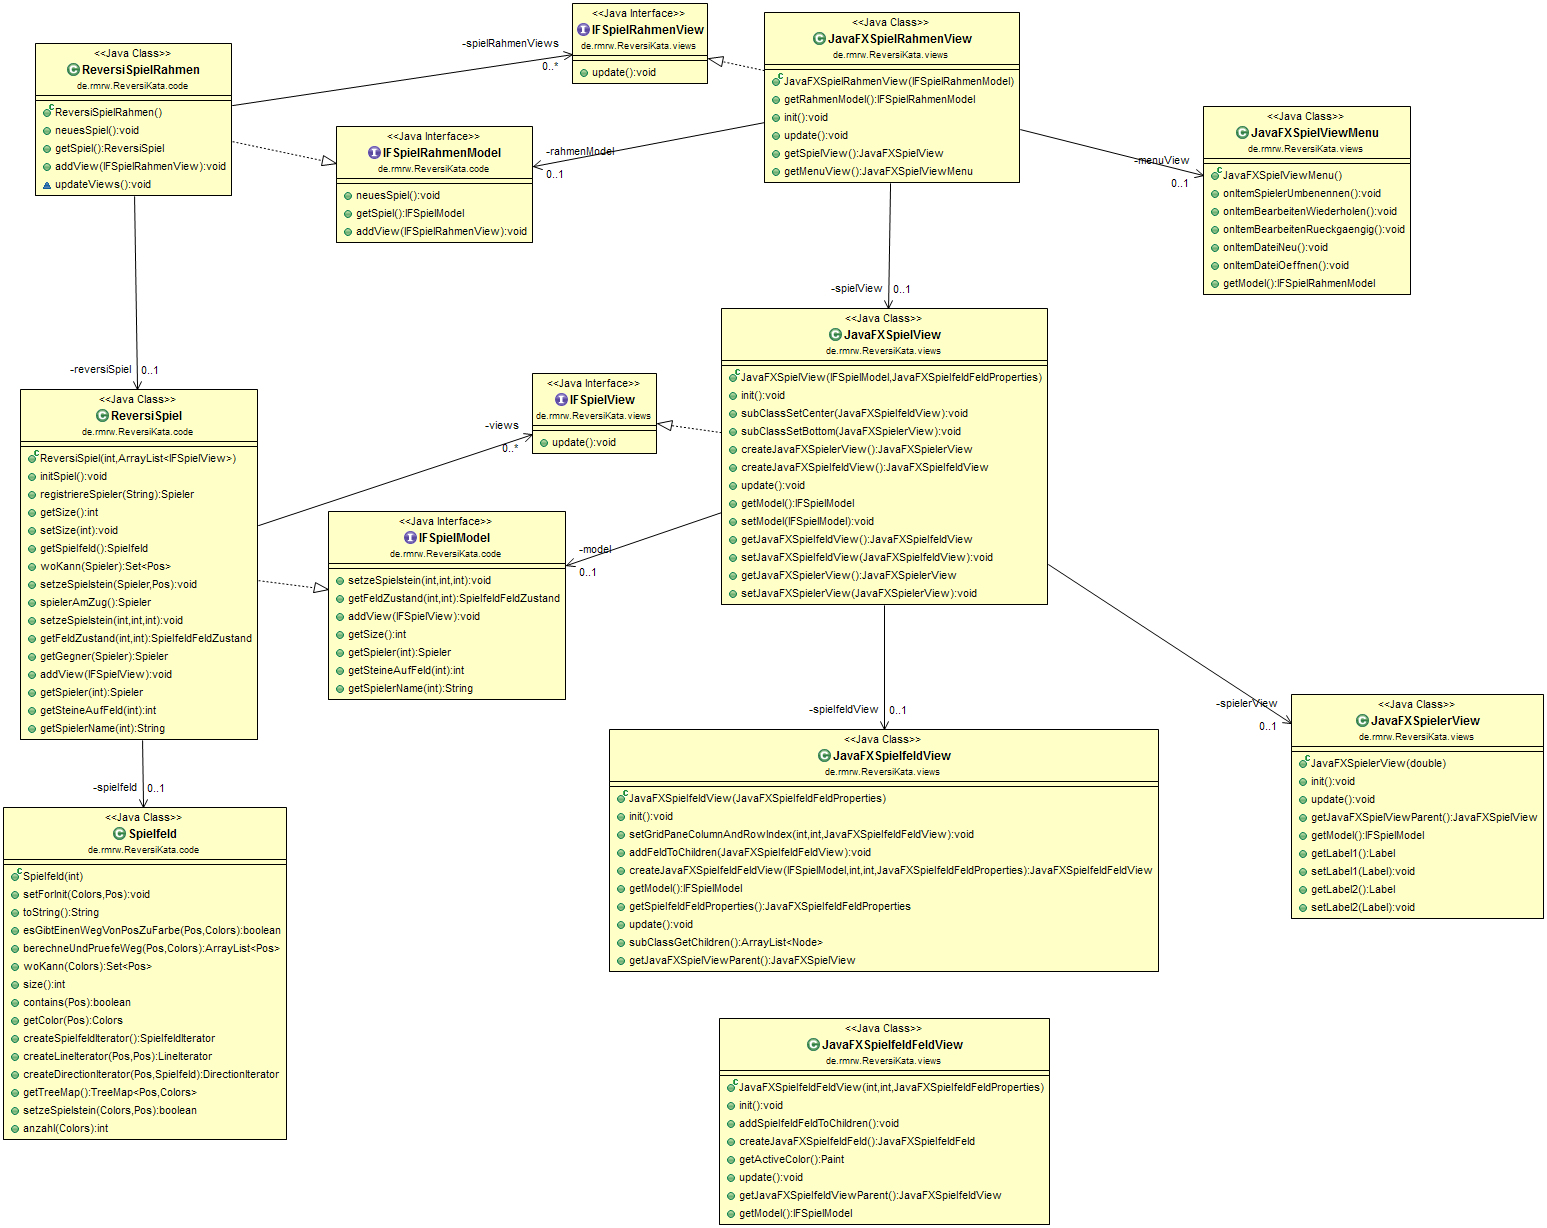 <<Java Interface>>
IFSpielRahmenView
de.rmrw.ReversiKata.views
update():void
<<Java Class>>
JavaFXSpielRahmenView
de.rmrw.ReversiKata.views
JavaFXSpielRahmenView(IFSpielRahmenModel)
getRahmenModel():IFSpielRahmenModel
init():void
update():void
getSpielView():JavaFXSpielView
getMenuView():JavaFXSpielViewMenu
<<Java Class>>
ReversiSpielRahmen
de.rmrw.ReversiKata.code
ReversiSpielRahmen()
neuesSpiel():void
getSpiel():ReversiSpiel
addView(IFSpielRahmenView):void
updateViews():void
-spielRahmenViews
0..*
<<Java Interface>>
IFSpielRahmenModel
de.rmrw.ReversiKata.code
neuesSpiel():void
getSpiel():IFSpielModel
addView(IFSpielRahmenView):void
-rahmenModel
0..1
-menuView
0..1
<<Java Class>>
JavaFXSpielViewMenu
de.rmrw.ReversiKata.views
JavaFXSpielViewMenu()
onItemSpielerUmbenennen():void
onItemBearbeitenWiederholen():void
onItemBearbeitenRueckgaengig():void
onItemDateiNeu():void
onItemDateiOeffnen():void
getModel():IFSpielRahmenModel
-spielView
0..1
<<Java Class>>
JavaFXSpielView
de.rmrw.ReversiKata.views
JavaFXSpielView(IFSpielModel,JavaFXSpielfeldFeldProperties)
init():void
subClassSetCenter(JavaFXSpielfeldView):void
subClassSetBottom(JavaFXSpielerView):void
createJavaFXSpielerView():JavaFXSpielerView
createJavaFXSpielfeldView():JavaFXSpielfeldView
update():void
getModel():IFSpielModel
setModel(IFSpielModel):void
getJavaFXSpielfeldView():JavaFXSpielfeldView
setJavaFXSpielfeldView(JavaFXSpielfeldView):void
getJavaFXSpielerView():JavaFXSpielerView
setJavaFXSpielerView(JavaFXSpielerView):void
-reversiSpiel
0..1
<<Java Class>>
ReversiSpiel
de.rmrw.ReversiKata.code
ReversiSpiel(int,ArrayList<IFSpielView>)
initSpiel():void
registriereSpieler(String):Spieler
getSize():int
setSize(int):void
getSpielfeld():Spielfeld
woKann(Spieler):Set<Pos>
setzeSpielstein(Spieler,Pos):void
spielerAmZug():Spieler
setzeSpielstein(int,int,int):void
getFeldZustand(int,int):SpielfeldFeldZustand
getGegner(Spieler):Spieler
addView(IFSpielView):void
getSpieler(int):Spieler
getSteineAufFeld(int):int
getSpielerName(int):String
<<Java Interface>>
IFSpielView
de.rmrw.ReversiKata.views
update():void
-views
0..*
<<Java Interface>>
IFSpielModel
de.rmrw.ReversiKata.code
setzeSpielstein(int,int,int):void
getFeldZustand(int,int):SpielfeldFeldZustand
addView(IFSpielView):void
getSize():int
getSpieler(int):Spieler
getSteineAufFeld(int):int
getSpielerName(int):String
-model
0..1
-spielfeldView
0..1
-spielerView
0..1
<<Java Class>>
JavaFXSpielerView
de.rmrw.ReversiKata.views
JavaFXSpielerView(double)
init():void
update():void
getJavaFXSpielViewParent():JavaFXSpielView
getModel():IFSpielModel
getLabel1():Label
setLabel1(Label):void
getLabel2():Label
setLabel2(Label):void
<<Java Class>>
JavaFXSpielfeldView
de.rmrw.ReversiKata.views
JavaFXSpielfeldView(JavaFXSpielfeldFeldProperties)
init():void
setGridPaneColumnAndRowIndex(int,int,JavaFXSpielfeldFeldView):void
addFeldToChildren(JavaFXSpielfeldFeldView):void
createJavaFXSpielfeldFeldView(IFSpielModel,int,int,JavaFXSpielfeldFeldProperties):JavaFXSpielfeldFeldView
getModel():IFSpielModel
getSpielfeldFeldProperties():JavaFXSpielfeldFeldProperties
update():void
subClassGetChildren():ArrayList<Node>
getJavaFXSpielViewParent():JavaFXSpielView
-spielfeld
0..1
<<Java Class>>
Spielfeld
de.rmrw.ReversiKata.code
Spielfeld(int)
setForInit(Colors,Pos):void
toString():String
esGibtEinenWegVonPosZuFarbe(Pos,Colors):boolean
berechneUndPruefeWeg(Pos,Colors):ArrayList<Pos>
woKann(Colors):Set<Pos>
size():int
contains(Pos):boolean
getColor(Pos):Colors
createSpielfeldIterator():SpielfeldIterator
createLineIterator(Pos,Pos):LineIterator
createDirectionIterator(Pos,Spielfeld):DirectionIterator
getTreeMap():TreeMap<Pos,Colors>
setzeSpielstein(Colors,Pos):boolean
anzahl(Colors):int
<<Java Class>>
JavaFXSpielfeldFeldView
de.rmrw.ReversiKata.views
JavaFXSpielfeldFeldView(int,int,JavaFXSpielfeldFeldProperties)
init():void
addSpielfeldFeldToChildren():void
createJavaFXSpielfeldFeld():JavaFXSpielfeldFeld
getActiveColor():Paint
update():void
getJavaFXSpielfeldViewParent():JavaFXSpielfeldView
getModel():IFSpielModel